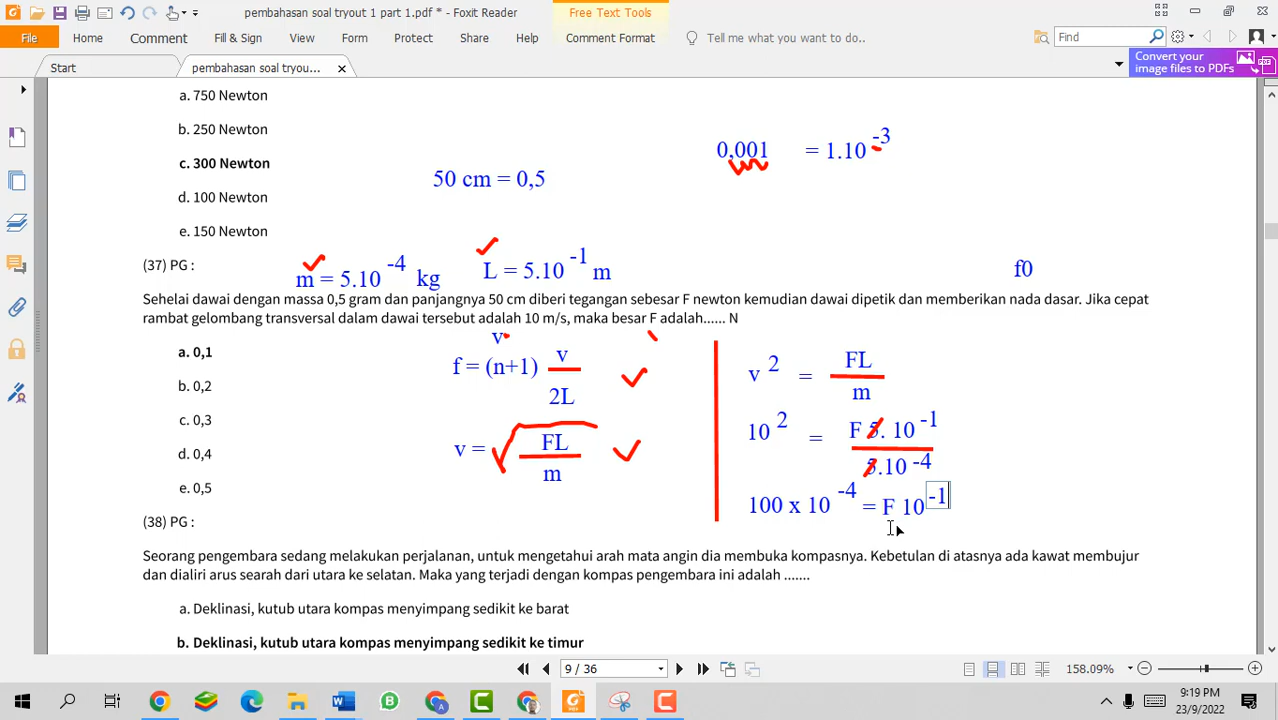 pembahasan soal tryout 1 part 1.pdf * - Foxit Reader
Free Text Tools
File Home Comment Fill & Sign View Form Protect Share Help Comment Format Tell me what you want to do.. Find
Start pembahasan soal tryou...
Convert your
image files to PDFs
a. 750 Newton
b. 250 Newton
0,001 = 1.10 -3
c. 300 Newton
50 cm = 0,5
d. 100 Newton
e. 150 Newton
(37) PG :
m = 5.10 -4 kg L = 5.10 -1 m f0
Sehelai dawai dengan massa 0,5 gram dan panjangnya 50 cm diberi tegangan sebesar F newton kemudian dawai dipetik dan memberikan nada dasar. Jika cepat
rambat gelombang transversal dalam dawai tersebut adalah 10 m/s, maka besar F adalah...... N
v
a. 0,1
f = (n+1) v
2L
v 2 = FL
m
b. 0,2
c. 0,3
10 2 = F 5. 10 -1
5.10 -4
v = √ FL
m
d. 0,4
e. 0,5
100 x 10 -4 = F 10 -1
(38) PG :
Seorang pengembara sedang melakukan perjalanan, untuk mengetahui arah mata angin dia membuka kompasnya. Kebetulan di atasnya ada kawat membujur
dan dialiri arus searah dari utara ke selatan. Maka yang terjadi dengan kompas pengembara ini adalah .......
a. Deklinasi, kutub utara kompas menyimpang sedikit ke barat
b. Deklinasi, kutub utara kompas menyimpang sedikit ke timur
9 / 36 158.09%
9:19 PM
23/9/2022